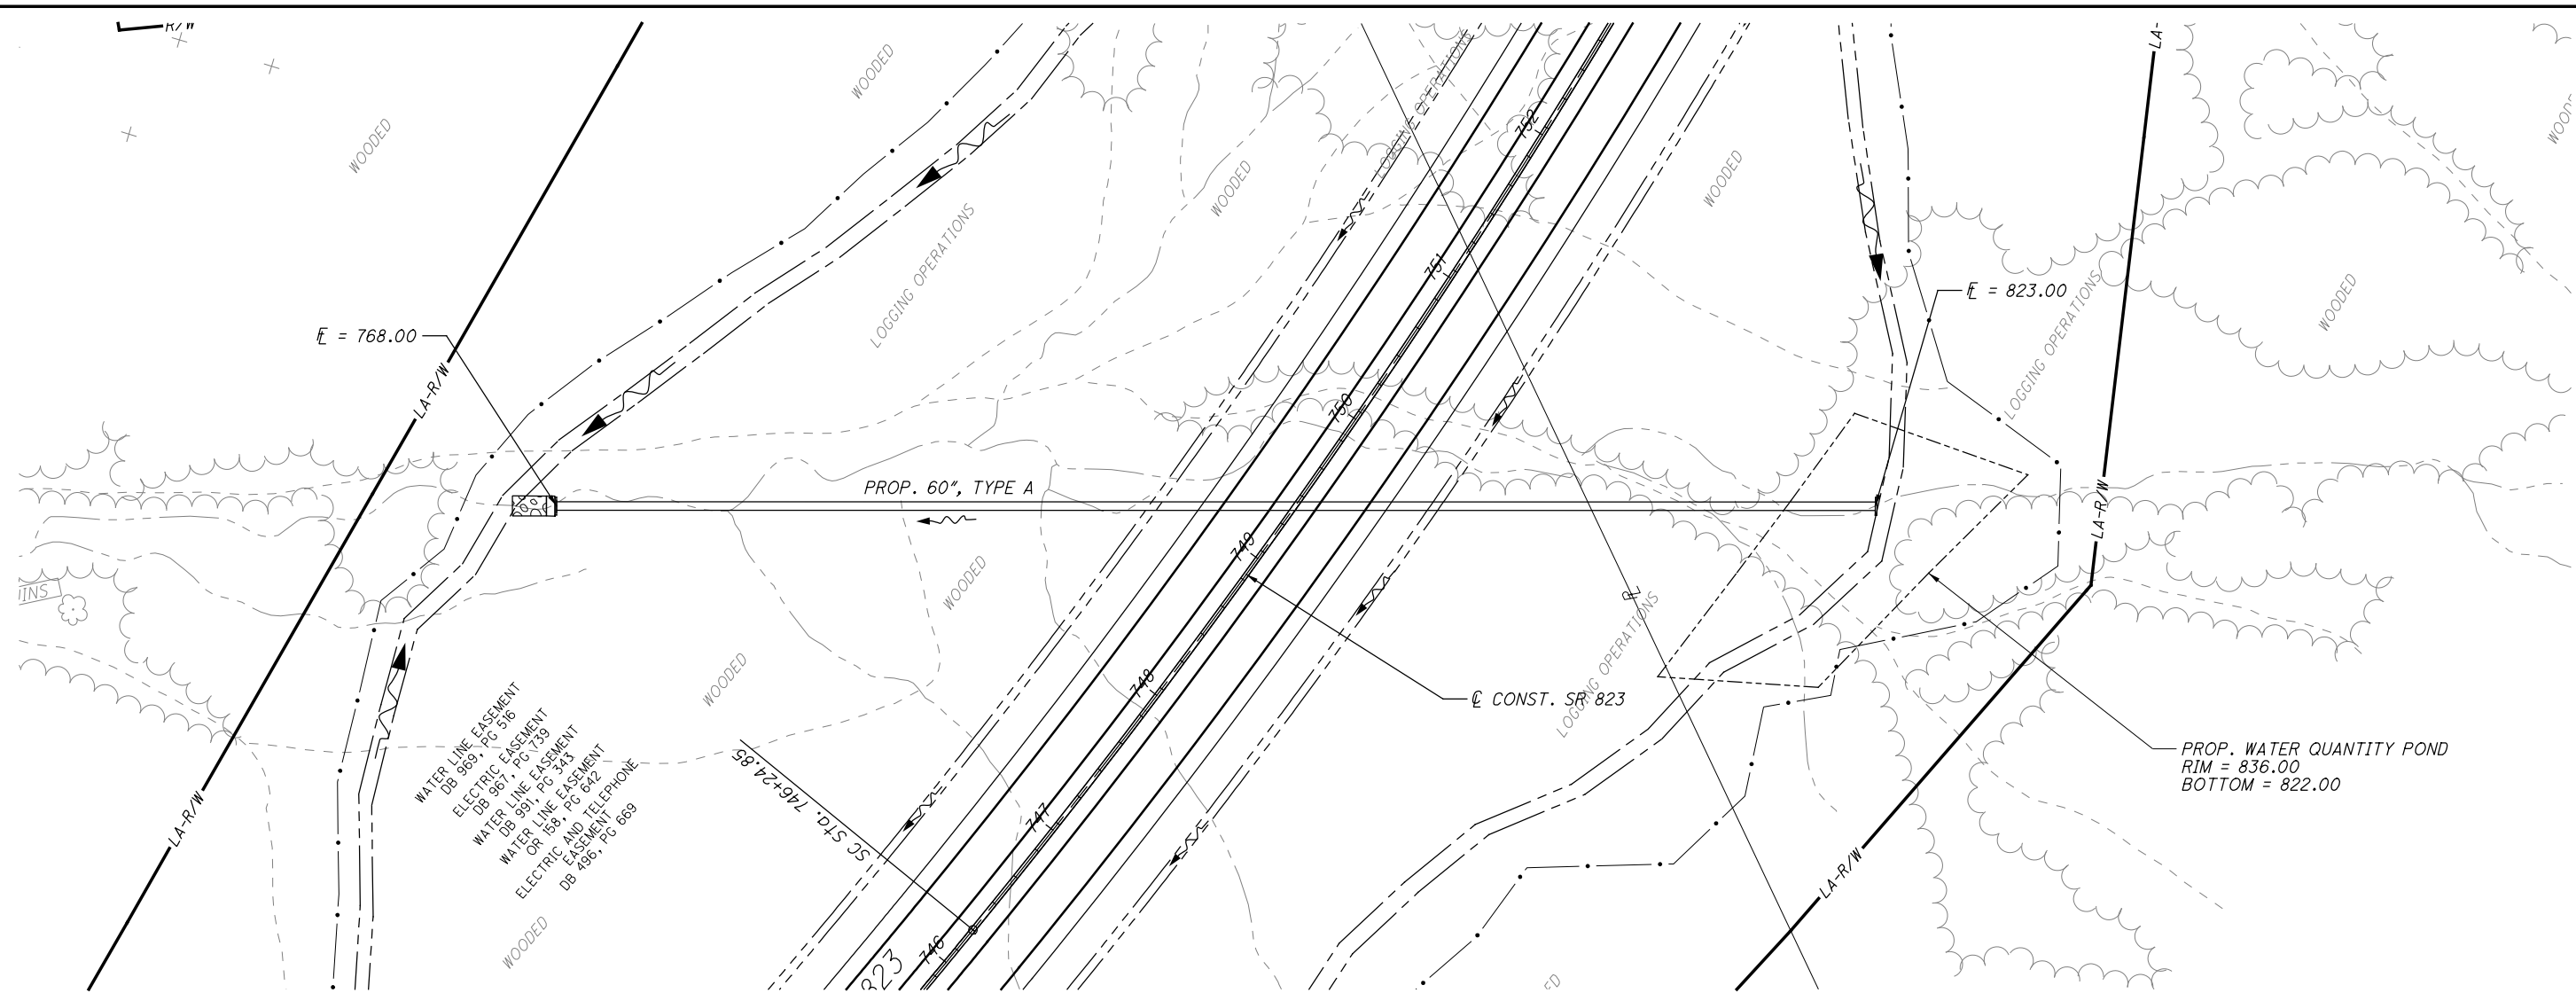 R/W
WOODED
WOODED
LOGGING OPERATIONS
WOODED
LOGGING OPERATIONS
752
WOODED
LA
751
FL = 823.00
WOODED
LOGGING OPERATIONS
FL = 768.00
LA-R/W
750
PROP. 60", TYPE A
749
LA-R/W
WOODED
WOODED
748
LOGGING OPERATIONS
PL
CL CONST. SR 823
PROP. WATER QUANTITY POND
RIM = 836.00
BOTTOM = 822.00
WATER LINE EASEMENT
DB 969, PG 516
ELECTRIC EASEMENT
DB 967, PG 739
WATER LINE EASEMENT
DB 991, PG 343
WATER LINE EASEMENT
OR 158, PG 642
ELECTRIC AND TELEPHONE
EASEMENT
DB 496, PG 669
SC Sta. 746+24.85
747
LA-R/W
LA-R/W
WOODED
746
823